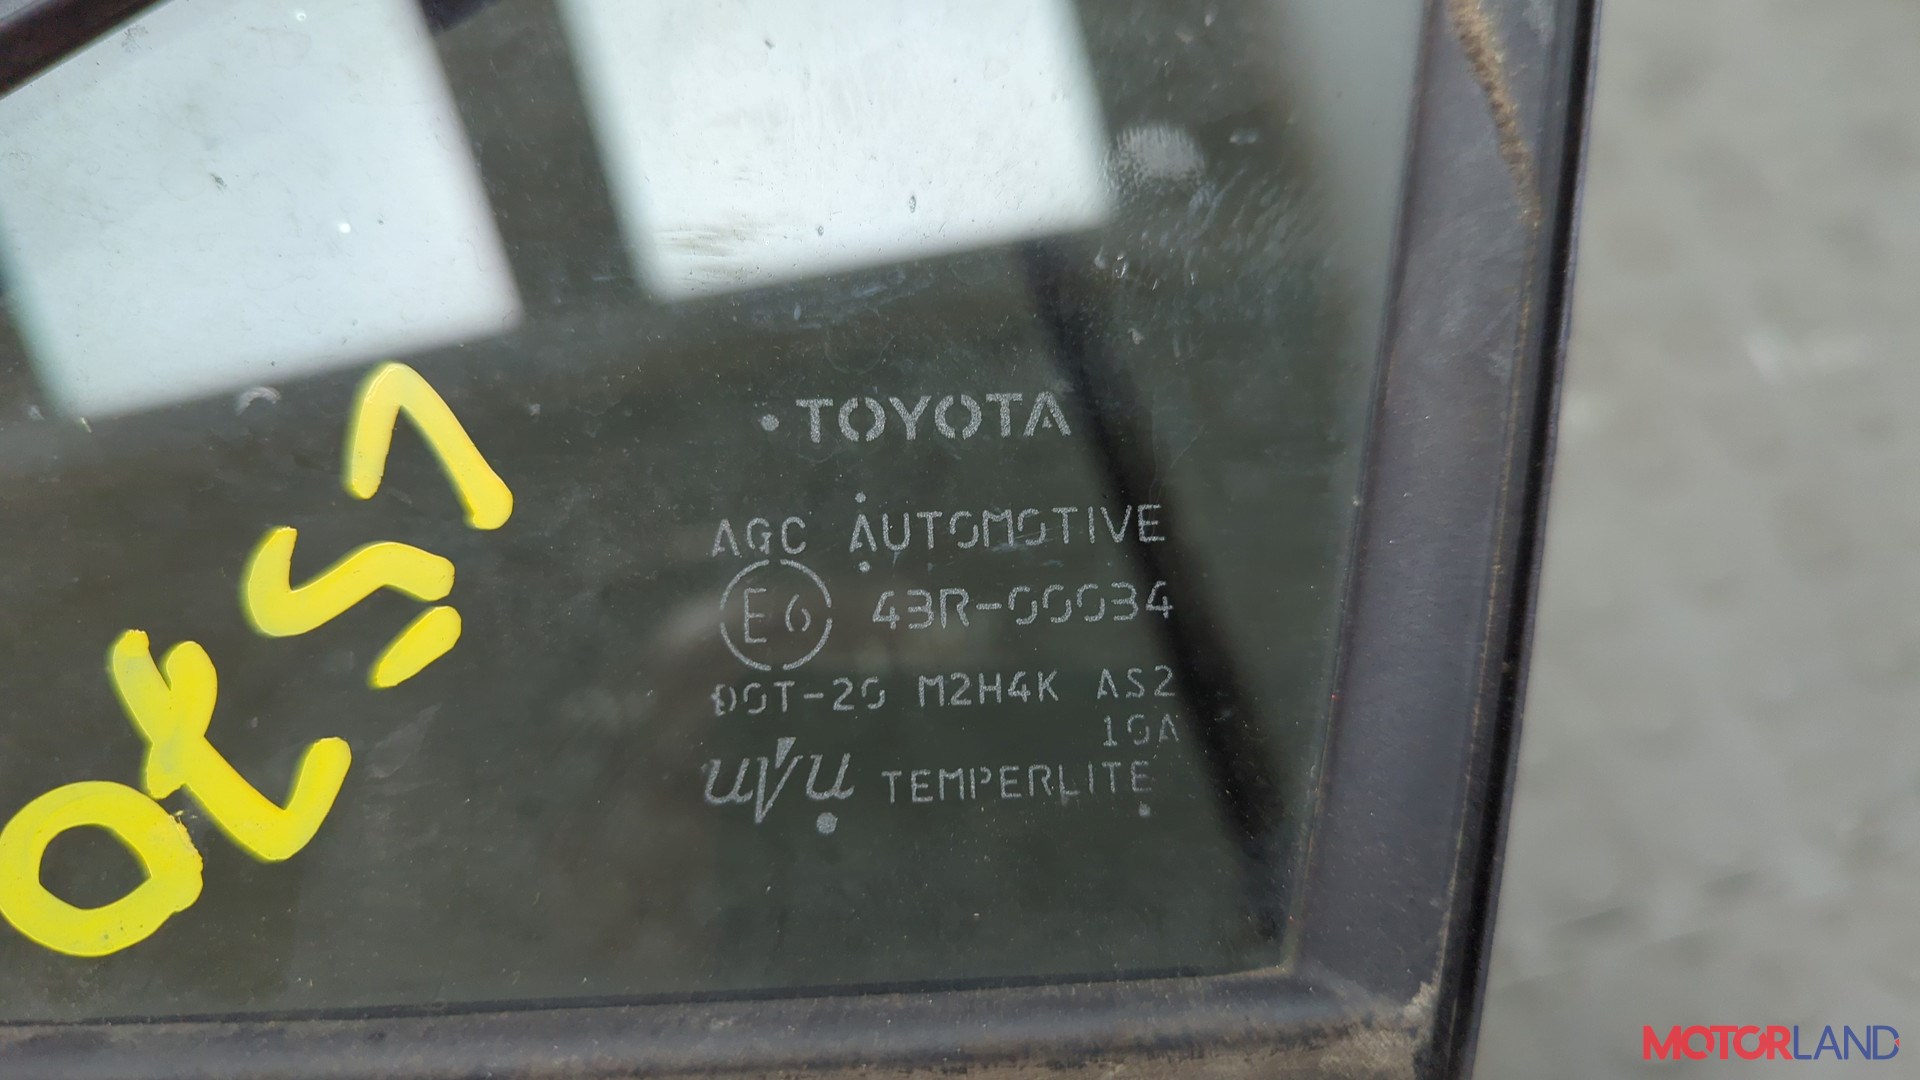 TOYOTA
AGC AUTOMOTIVE
E6 43R-00034
DOT-20 M2H4K AS2
10A
TEMPERLITE
MOTORLAND